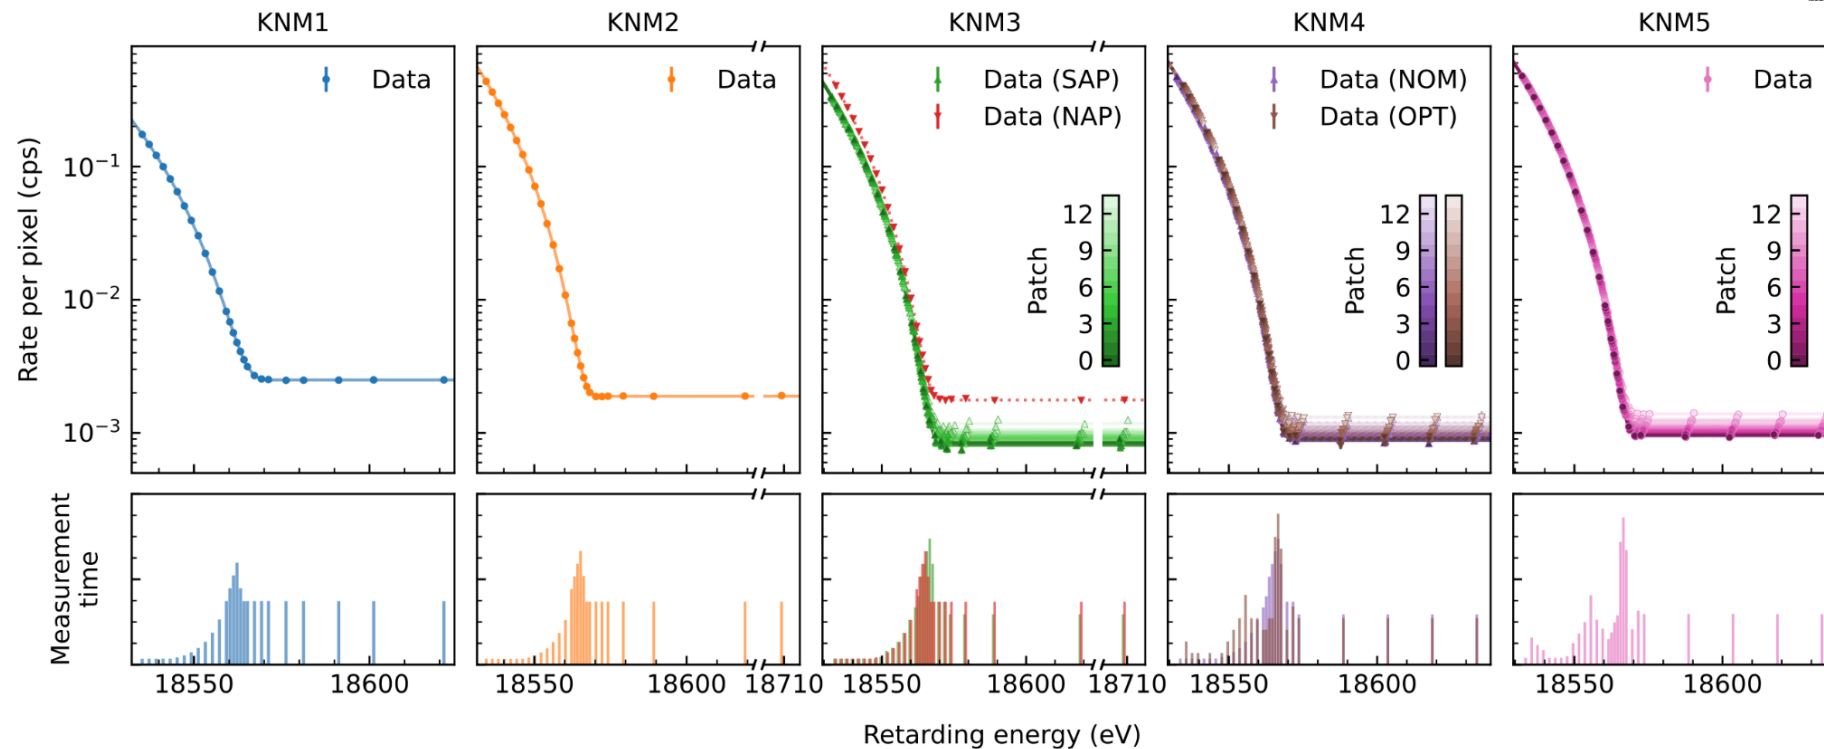 KNM1 KNM2 KNM3 KNM4 KNM5
Data Data Data (SAP) Data (NOM) Data
Data (NAP) Data (OPT)
Rate per pixel (cps)
10⁻¹
10⁻²
10⁻³
Patch 12 9 6 3 0
Patch 12 9 6 3 0
Patch 12 9 6 3 0
Measurement
time
18550 18600 18550 18600 18710 18550 18600 18710 18550 18600 18550 18600
Retarding energy (eV)